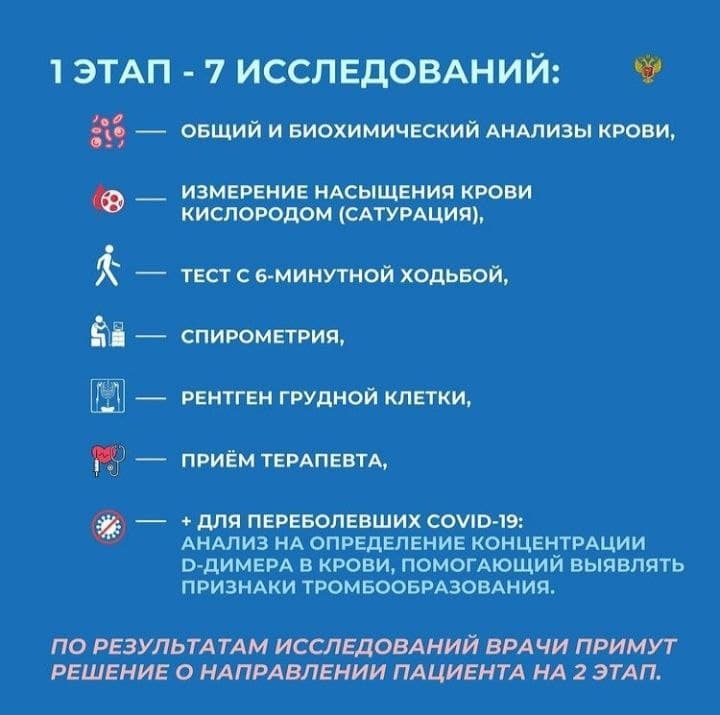 1 ЭТАП - 7 ИССЛЕДОВАНИЙ:
— ОБЩИЙ И БИОХИМИЧЕСКИЙ АНАЛИЗЫ КРОВИ,
— ИЗМЕРЕНИЕ НАСЫЩЕНИЯ КРОВИ
КИСЛОРОДОМ (САТУРАЦИЯ),
— ТЕСТ С 6-МИНУТНОЙ ХОДЬБОЙ,
— СПИРОМЕТРИЯ,
— РЕНТГЕН ГРУДНОЙ КЛЕТКИ,
— ПРИЁМ ТЕРАПЕВТА,
— + ДЛЯ ПЕРЕБОЛЕВШИХ COVID-19:
АНАЛИЗ НА ОПРЕДЕЛЕНИЕ КОНЦЕНТРАЦИИ
D-ДИМЕРА В КРОВИ, ПОМОГАЮЩИЙ ВЫЯВЛЯТЬ
ПРИЗНАКИ ТРОМБООБРАЗОВАНИЯ.
ПО РЕЗУЛЬТАТАМ ИССЛЕДОВАНИЙ ВРАЧИ ПРИМУТ
РЕШЕНИЕ О НАПРАВЛЕНИИ ПАЦИЕНТА НА 2 ЭТАП.